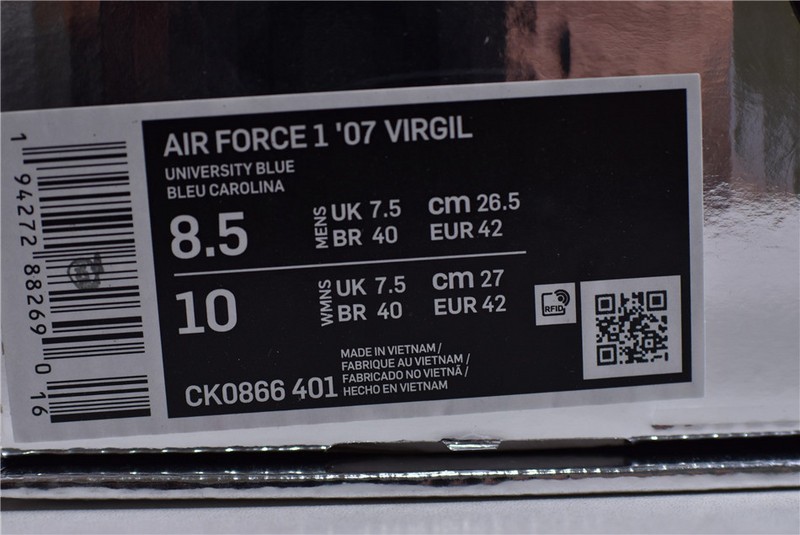 AIR FORCE 1 '07 VIRGIL
UNIVERSITY BLUE
BLEU CAROLINA
8.5 MENS UK 7.5 cm 26.5
BR 40 EUR 42
10 WMNS UK 7.5 cm 27
BR 40 EUR 42
RFID
CK0866 401
MADE IN VIETNAM /
FABRIQUE AU VIETNAM /
FABRICADO NO VIETNÃ /
HECHO EN VIETNAM
1 94272 88269 0 16